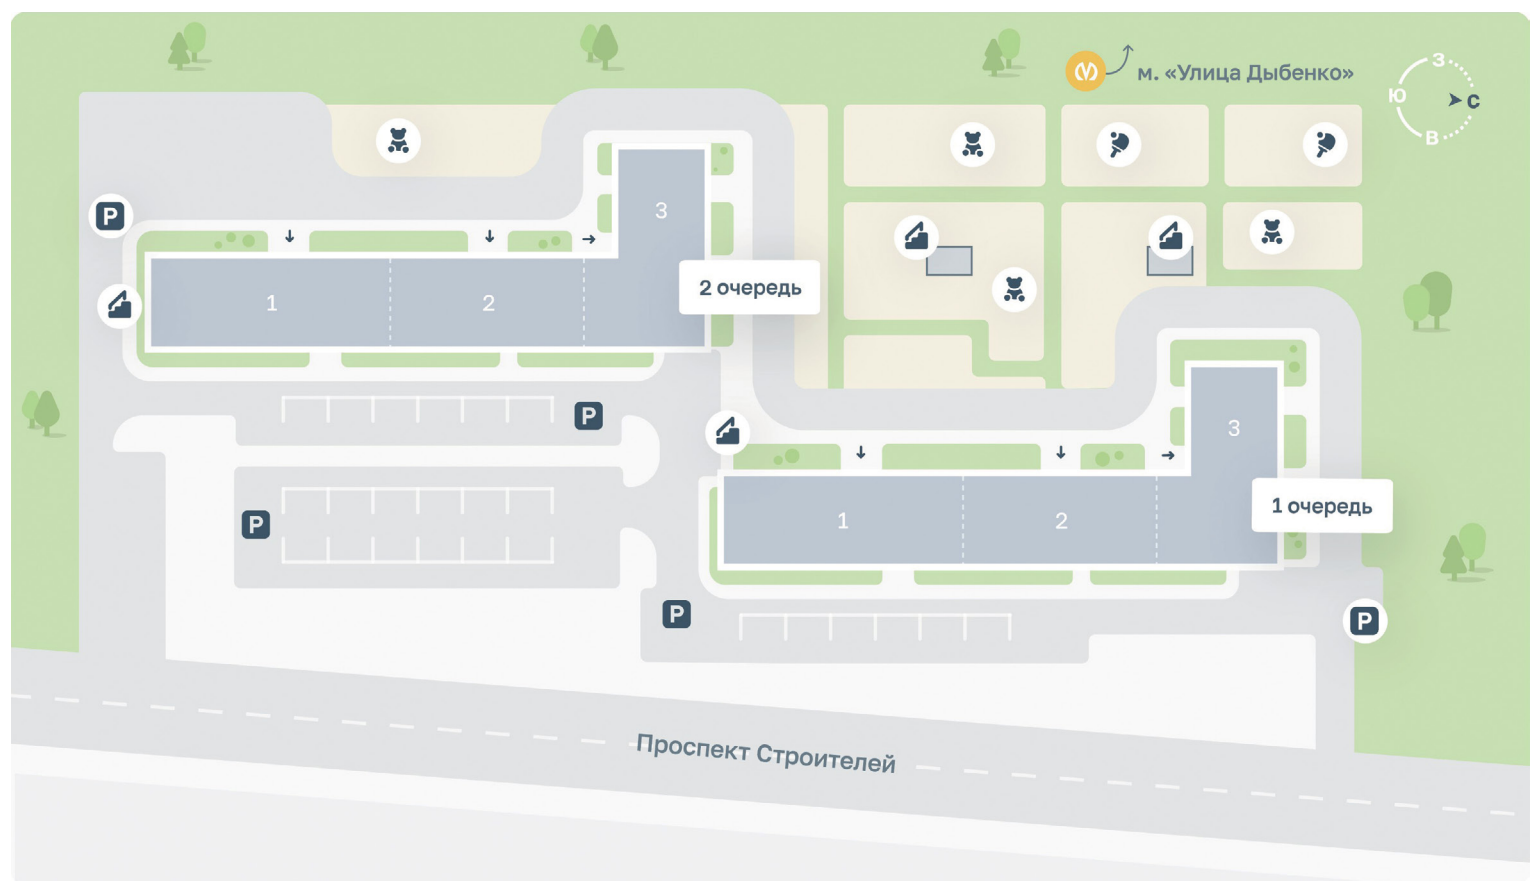 м. «Улица Дыбенко»
З
Ю
С
В
P
3
1
2
2 очередь
P
P
3
1
2
1 очередь
P
P
Проспект Строителей